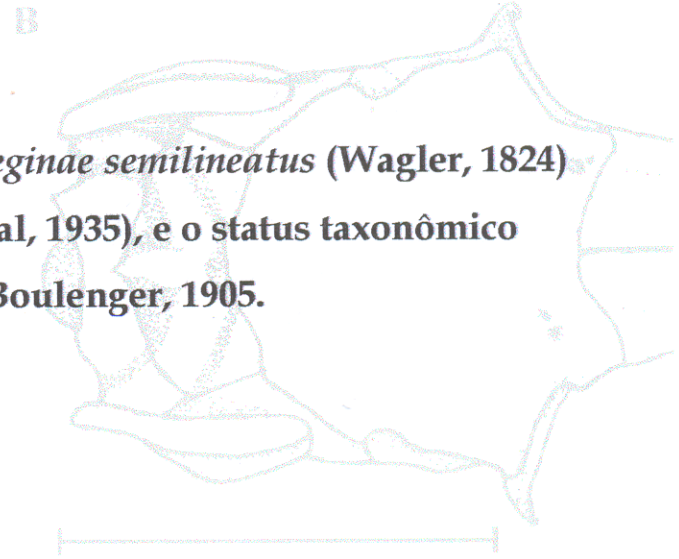 B
eginae semilineatus (Wagler, 1824)
al, 1935), e o status taxonômico
Boulenger, 1905.